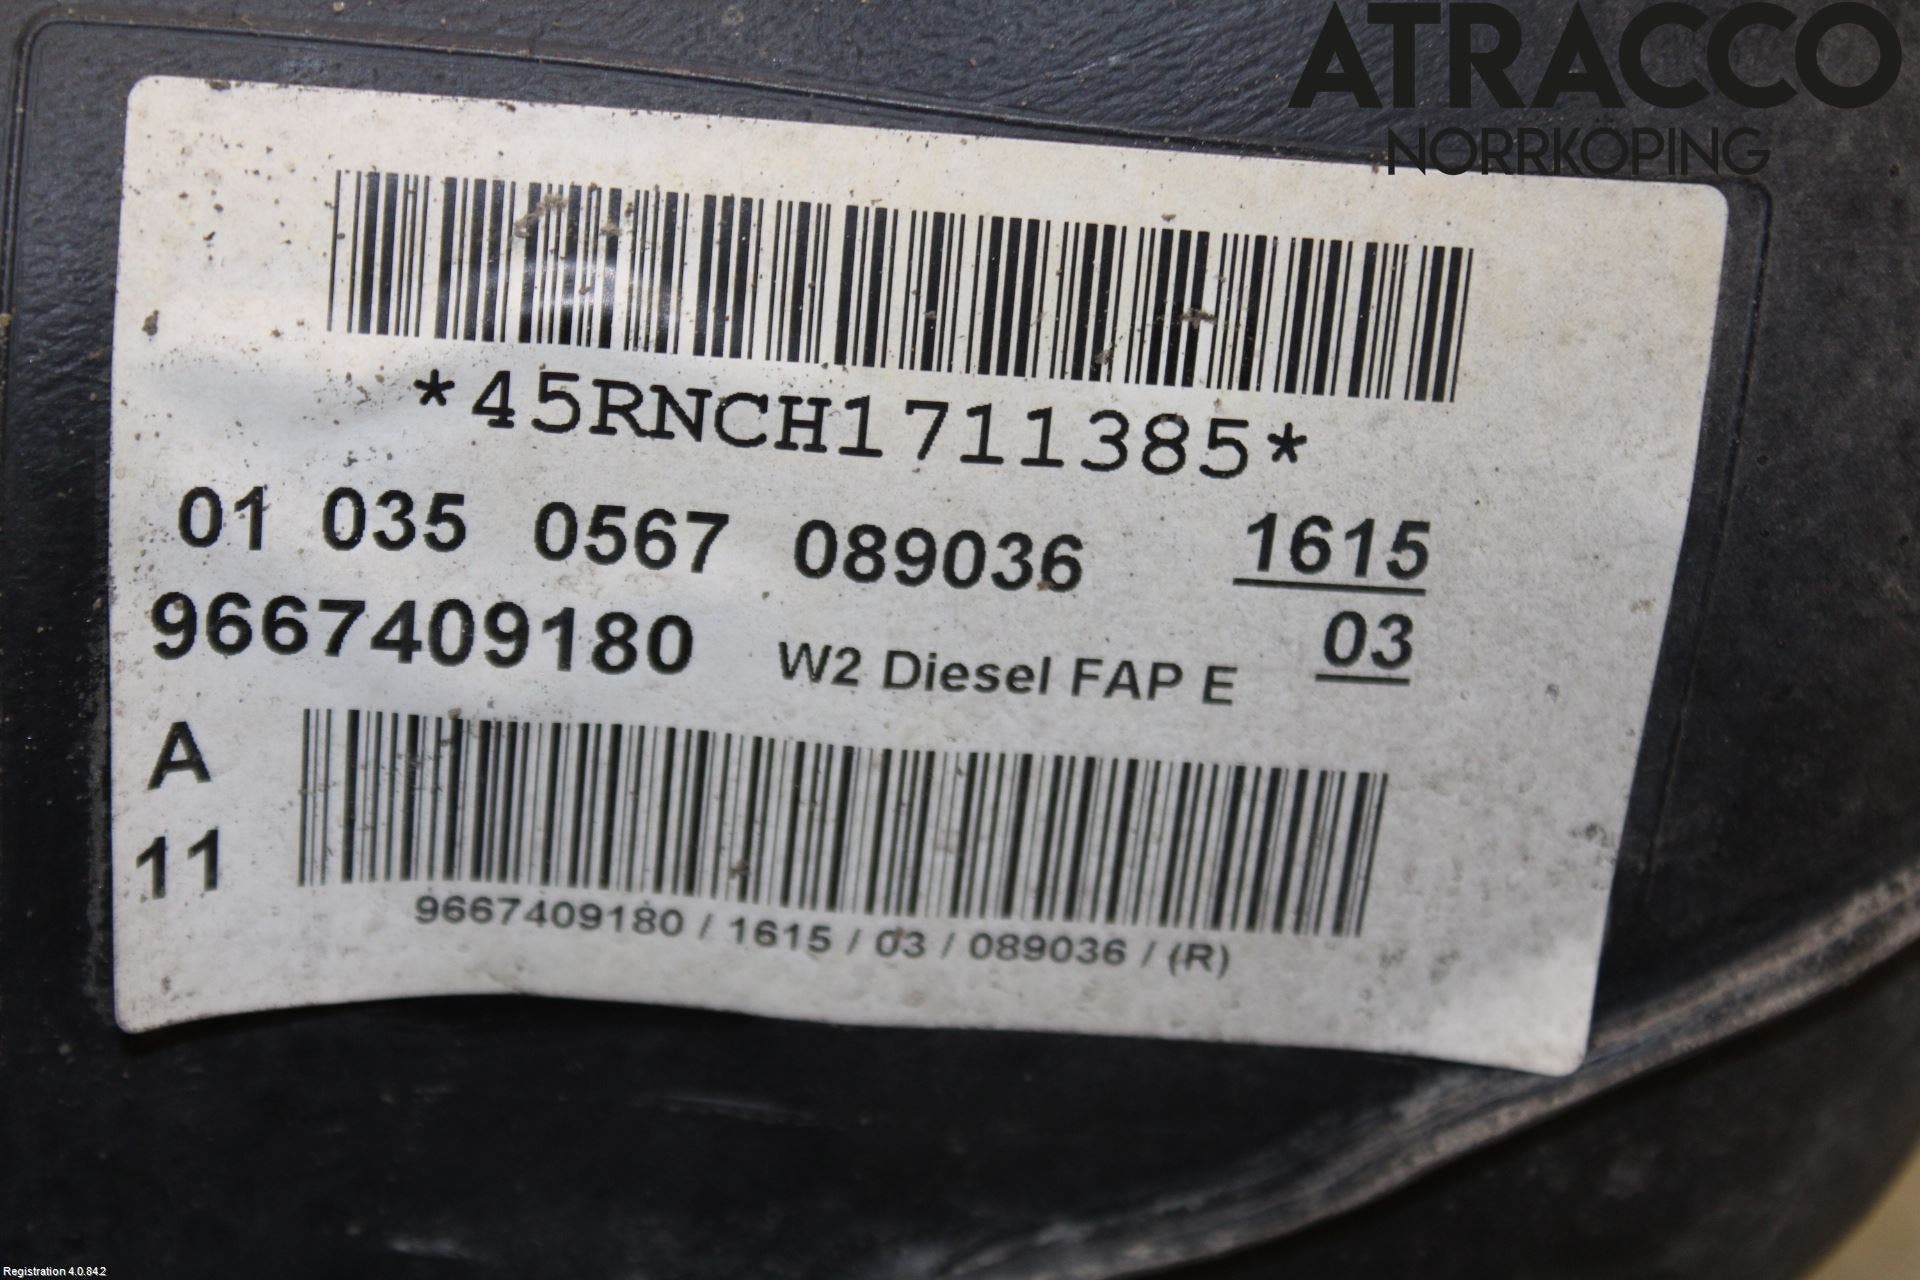 ATRACCO
NORRKÖPING
*45RNCH1711385*
01 035 0567 089036 1615
9667409180 W2 Diesel FAP E 03
A
11
9667409180 / 1615 / 03 / 089036 / (R)
Registration 4.0.84.2